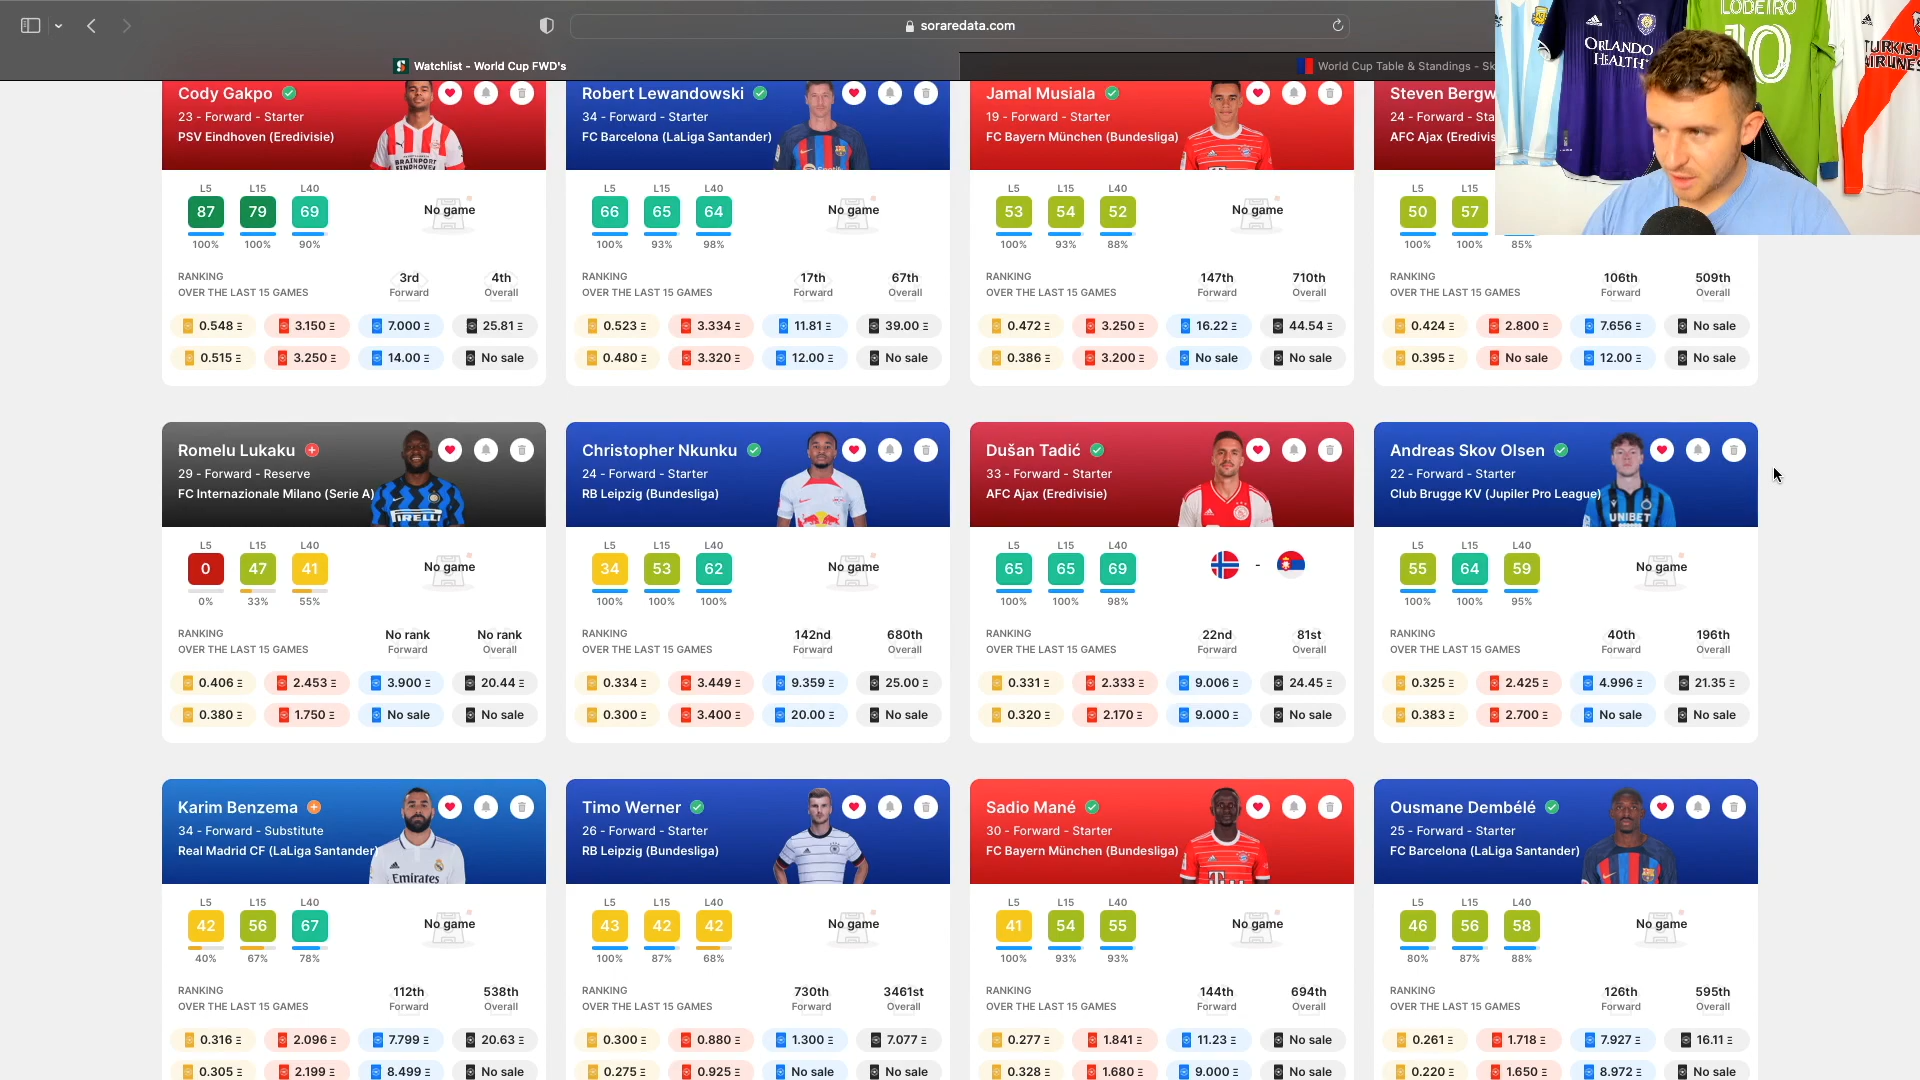 soraredata.com
Watchlist - World Cup FWD's
World Cup Table & Standings - Sk
LODEIRO
10
ORLANDO
HEALTH
TURKISH
AIRLINES
Cody Gakpo
23 - Forward - Starter
PSV Eindhoven (Eredivisie)
Robert Lewandowski
34 - Forward - Starter
FC Barcelona (LaLiga Santander)
Jamal Musiala
19 - Forward - Starter
FC Bayern München (Bundesliga)
Steven Bergw
24 - Forward - Sta
AFC Ajax (Eredivis
L5 L15 L40
87 79 69
100% 100% 90%
No game
L5 L15 L40
66 65 64
100% 93% 98%
No game
L5 L15 L40
53 54 52
100% 93% 88%
No game
L5 L15
50 57
100% 100% 85%
RANKING
OVER THE LAST 15 GAMES
3rd 4th
Forward Overall
RANKING
OVER THE LAST 15 GAMES
17th 67th
Forward Overall
RANKING
OVER THE LAST 15 GAMES
147th 710th
Forward Overall
RANKING
OVER THE LAST 15 GAMES
106th 509th
Forward Overall
0.548 Ξ 3.150 Ξ 7.000 Ξ 25.81 Ξ
0.515 Ξ 3.250 Ξ 14.00 Ξ No sale
0.523 Ξ 3.334 Ξ 11.81 Ξ 39.00 Ξ
0.480 Ξ 3.320 Ξ 12.00 Ξ No sale
0.472 Ξ 3.250 Ξ 16.22 Ξ 44.54 Ξ
0.386 Ξ 3.200 Ξ No sale No sale
0.424 Ξ 2.800 Ξ 7.656 Ξ No sale
0.395 Ξ No sale 12.00 Ξ No sale
Romelu Lukaku
29 - Forward - Reserve
FC Internazionale Milano (Serie A)
PIRELLI
Christopher Nkunku
24 - Forward - Starter
RB Leipzig (Bundesliga)
Dušan Tadić
33 - Forward - Starter
AFC Ajax (Eredivisie)
Andreas Skov Olsen
22 - Forward - Starter
Club Brugge KV (Jupiler Pro League)
UNIBET
L5 L15 L40
0 47 41
0% 33% 55%
No game
L5 L15 L40
34 53 62
100% 100% 100%
No game
L5 L15 L40
65 65 69
100% 100% 98%
-
L5 L15 L40
55 64 59
100% 100% 95%
No game
RANKING
OVER THE LAST 15 GAMES
No rank No rank
Forward Overall
RANKING
OVER THE LAST 15 GAMES
142nd 680th
Forward Overall
RANKING
OVER THE LAST 15 GAMES
22nd 81st
Forward Overall
RANKING
OVER THE LAST 15 GAMES
40th 196th
Forward Overall
0.406 Ξ 2.453 Ξ 3.900 Ξ 20.44 Ξ
0.380 Ξ 1.750 Ξ No sale No sale
0.334 Ξ 3.449 Ξ 9.359 Ξ 25.00 Ξ
0.300 Ξ 3.400 Ξ 20.00 Ξ No sale
0.331 Ξ 2.333 Ξ 9.006 Ξ 24.45 Ξ
0.320 Ξ 2.170 Ξ 9.000 Ξ No sale
0.325 Ξ 2.425 Ξ 4.996 Ξ 21.35 Ξ
0.383 Ξ 2.700 Ξ No sale No sale
Karim Benzema
34 - Forward - Substitute
Real Madrid CF (LaLiga Santander)
Emirates
Timo Werner
26 - Forward - Starter
RB Leipzig (Bundesliga)
Sadio Mané
30 - Forward - Starter
FC Bayern München (Bundesliga)
Ousmane Dembélé
25 - Forward - Starter
FC Barcelona (LaLiga Santander)
L5 L15 L40
42 56 67
40% 67% 78%
No game
L5 L15 L40
43 42 42
100% 87% 68%
No game
L5 L15 L40
41 54 55
100% 93% 93%
No game
L5 L15 L40
46 56 58
80% 87% 88%
No game
RANKING
OVER THE LAST 15 GAMES
112th 538th
Forward Overall
RANKING
OVER THE LAST 15 GAMES
730th 3461st
Forward Overall
RANKING
OVER THE LAST 15 GAMES
144th 694th
Forward Overall
RANKING
OVER THE LAST 15 GAMES
126th 595th
Forward Overall
0.316 Ξ 2.096 Ξ 7.799 Ξ 20.63 Ξ
0.305 Ξ 2.199 Ξ 8.499 Ξ No sale
0.300 Ξ 0.880 Ξ 1.300 Ξ 7.077 Ξ
0.275 Ξ 0.925 Ξ No sale No sale
0.277 Ξ 1.841 Ξ 11.23 Ξ No sale
0.328 Ξ 1.680 Ξ 9.000 Ξ No sale
0.261 Ξ 1.718 Ξ 7.927 Ξ 16.11 Ξ
0.220 Ξ 1.650 Ξ 8.972 Ξ No sale